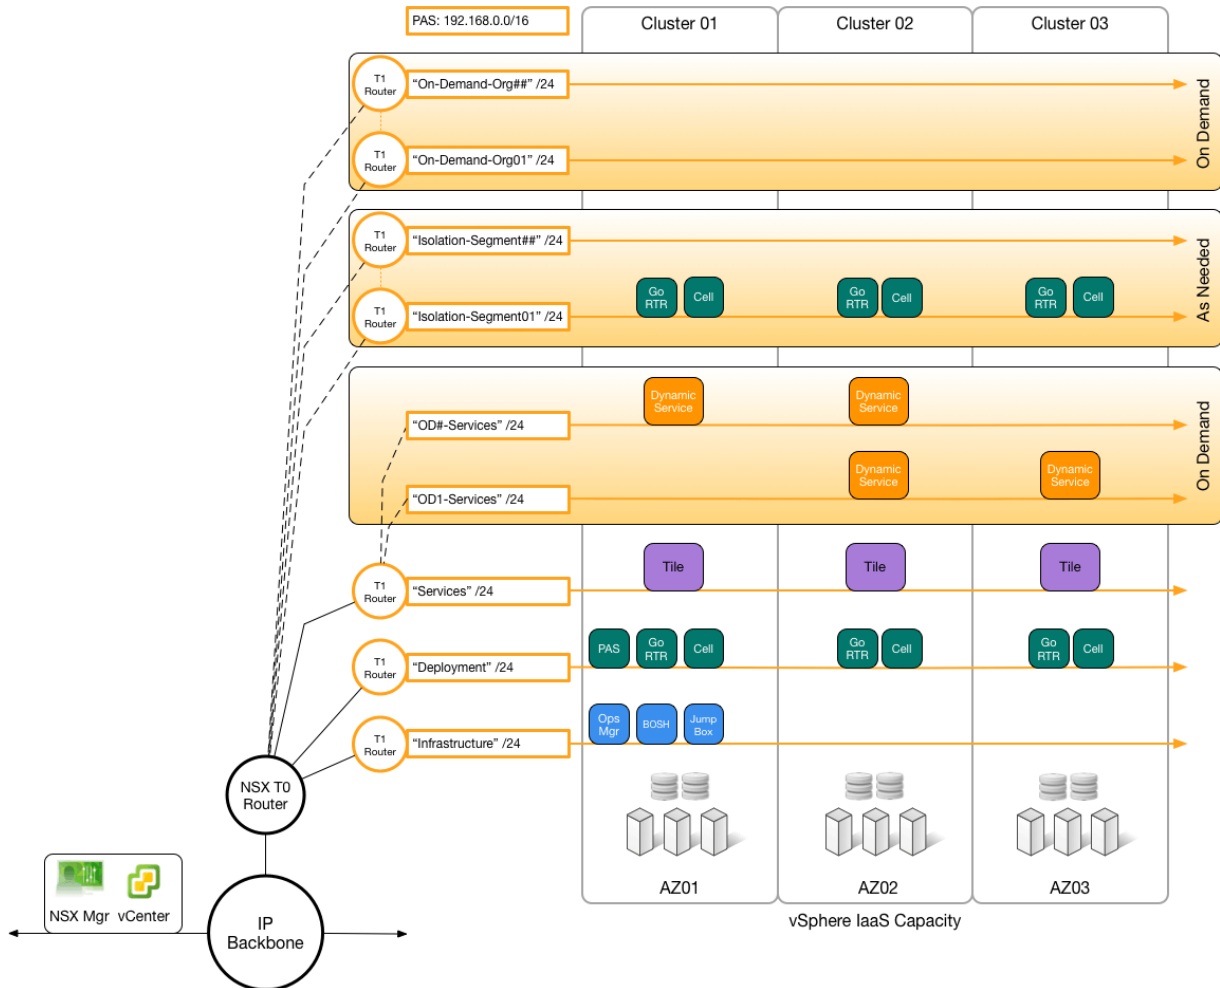 PAS: 192.168.0.0/16
Cluster 01
Cluster 02
Cluster 03
T1
Router
“On-Demand-Org##” /24
T1
Router
“On-Demand-Org01” /24
On Demand
T1
Router
“Isolation-Segment##” /24
T1
Router
“Isolation-Segment01” /24
Go
RTR
Cell
Go
RTR
Cell
Go
RTR
Cell
As Needed
“OD#-Services” /24
Dynamic
Service
Dynamic
Service
“OD1-Services” /24
Dynamic
Service
Dynamic
Service
On Demand
T1
Router
“Services” /24
Tile
Tile
Tile
T1
Router
“Deployment” /24
PAS
Go
RTR
Cell
Go
RTR
Cell
Go
RTR
Cell
T1
Router
“Infrastructure” /24
Ops
Mgr
BOSH
Jump
Box
NSX T0
Router
AZ01
AZ02
AZ03
vSphere IaaS Capacity
NSX Mgr
vCenter
IP
Backbone